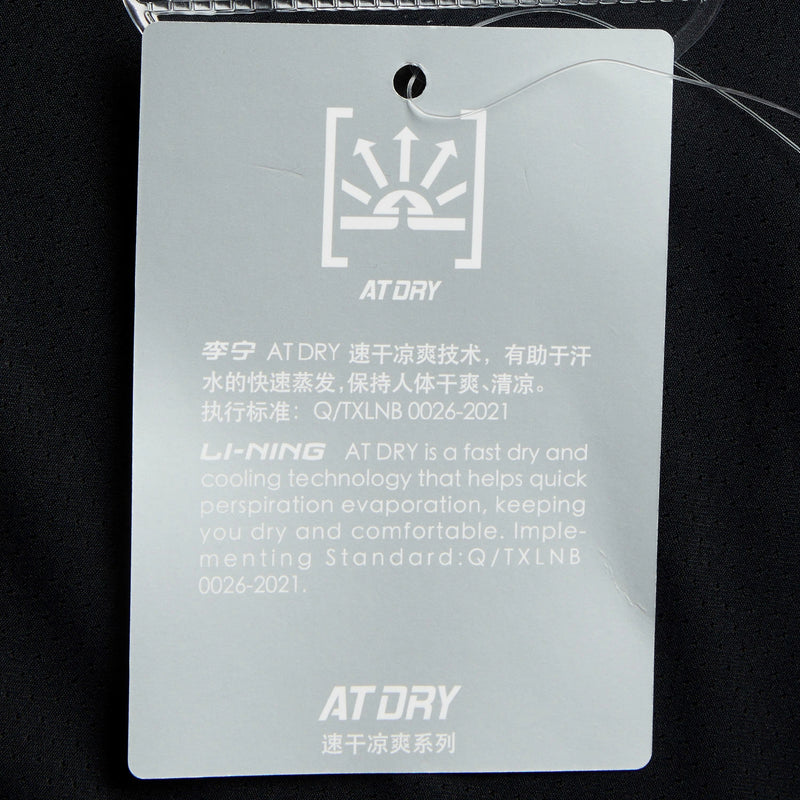 AT DRY
李宁 AT DRY 速干凉爽技术，有助于汗
水的快速蒸发,保持人体干爽、清凉。
执行标准：Q/TXLNB 0026-2021
LI-NING AT DRY is a fast dry and
cooling technology that helps quick
perspiration evaporation, keeping
you dry and comfortable. Imple-
menting Standard:Q/TXLNB
0026-2021.
AT DRY
速干凉爽系列